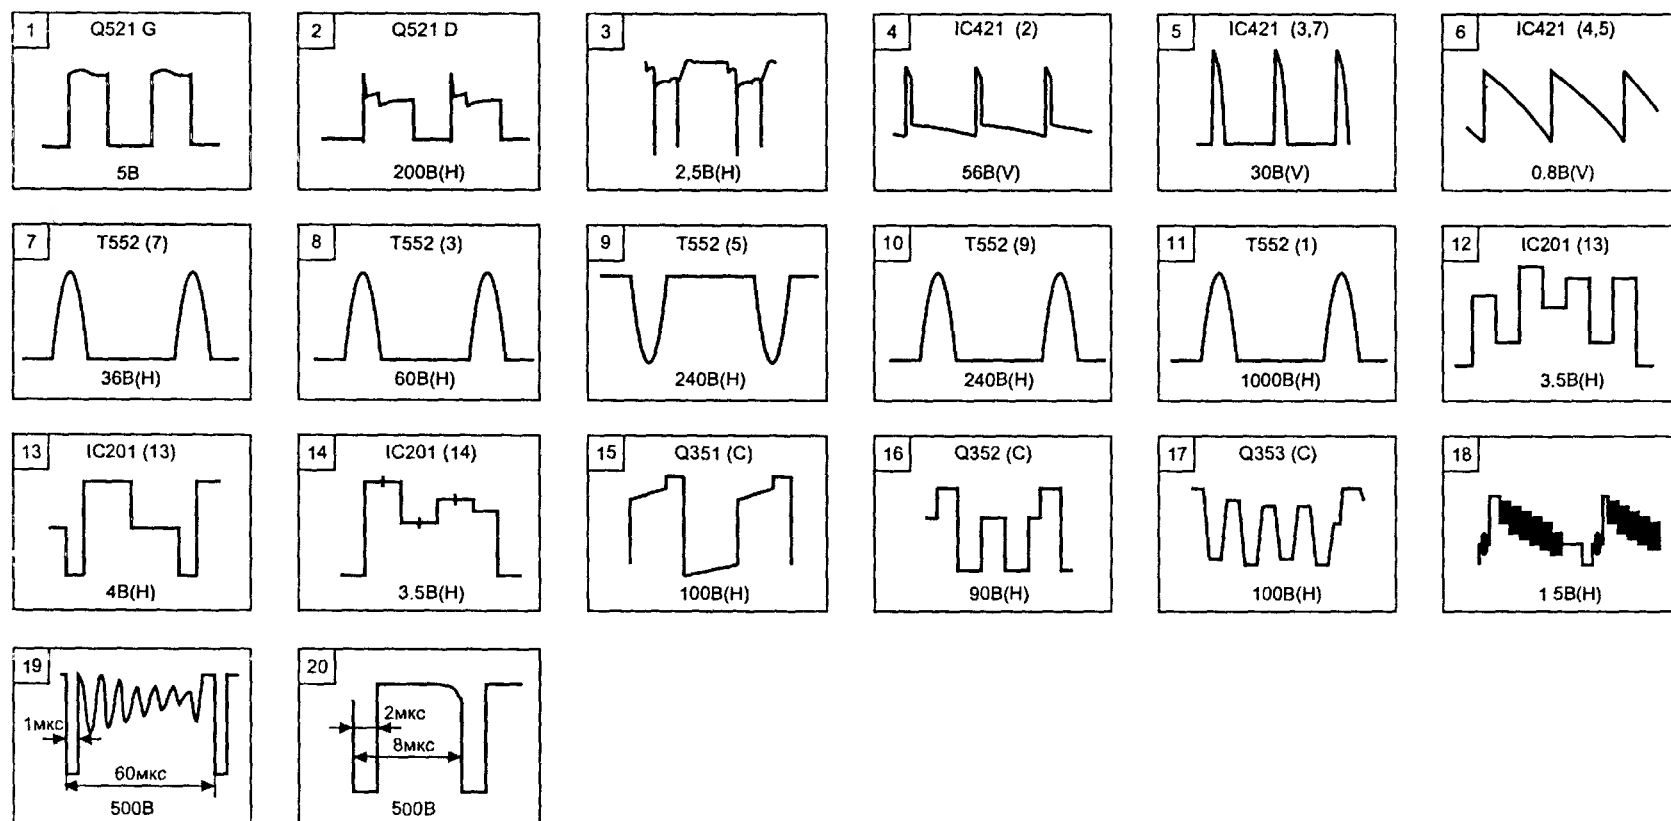 1 Q521 G
5В
2 Q521 D
200В(H)
3
2,5В(H)
4 IC421 (2)
56В(V)
5 IC421 (3,7)
30В(V)
6 IC421 (4,5)
0.8В(V)
7 T552 (7)
36В(H)
8 T552 (3)
60В(H)
9 T552 (5)
240В(H)
10 T552 (9)
240В(H)
11 T552 (1)
1000В(H)
12 IC201 (13)
3.5В(H)
13 IC201 (13)
4В(H)
14 IC201 (14)
3.5В(H)
15 Q351 (C)
100В(H)
16 Q352 (C)
90В(H)
17 Q353 (C)
100В(H)
18
1 5В(H)
19
1мкс
60мкс
500В
20
2мкс
8мкс
500В